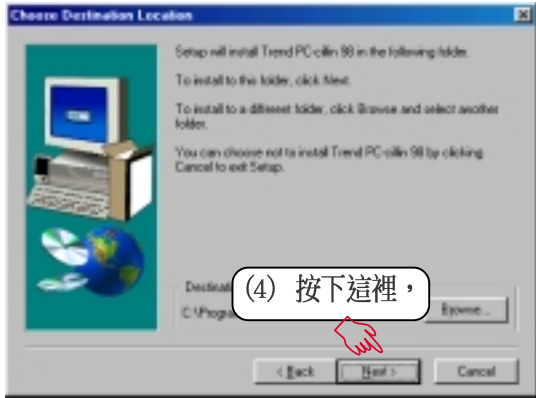 Choose Destination Location
Setup will install Trend PC-cillin 98 in the following folder.
To install to this folder, click Next.
To install to a different folder, click Browse and select another
folder.
You can choose not to install Trend PC-cillin 98 by clicking
Cancel to exit Setup.
(4) 按下這裡，
C:\Progra
Browse...
< Back
Next >
Cancel